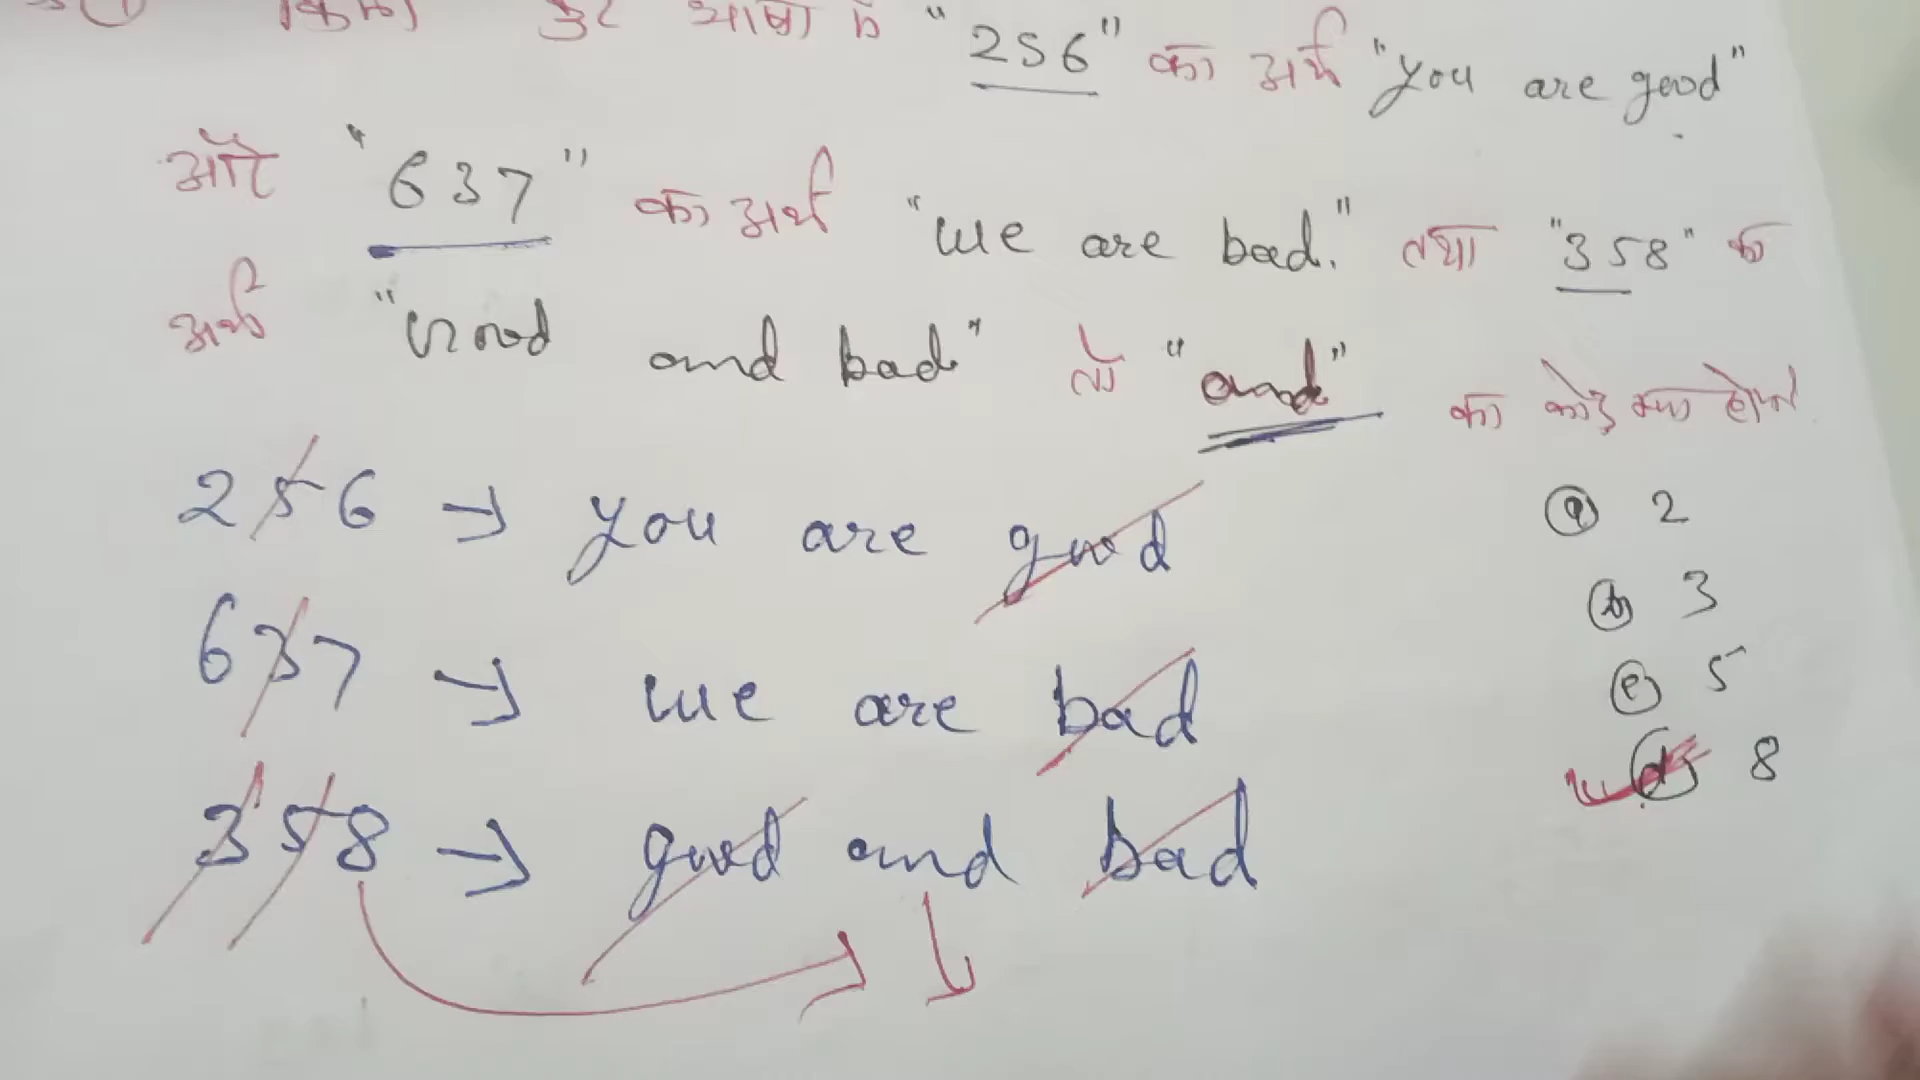 किसी कूट भाषा में "256" का अर्थ "you are good"
और "637" का अर्थ "we are bad." तथा "358" का
अर्थ "Good and bad" तो "and" का कोड क्या होगा
256 → you are good
637 → we are bad
358 → good and bad
(a) 2
(b) 3
(c) 5
(d) 8